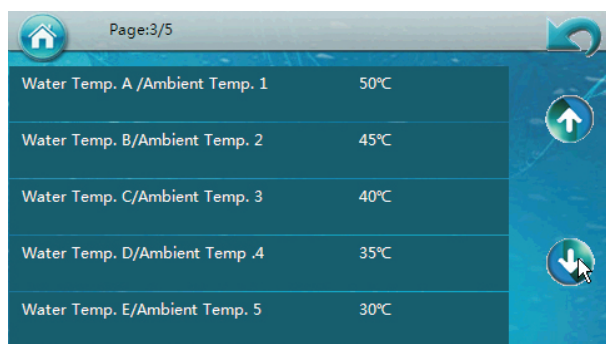 Page:3/5
Water Temp. A /Ambient Temp. 1 50℃
Water Temp. B/Ambient Temp. 2 45℃
Water Temp. C/Ambient Temp. 3 40℃
Water Temp. D/Ambient Temp .4 35℃
Water Temp. E/Ambient Temp. 5 30℃